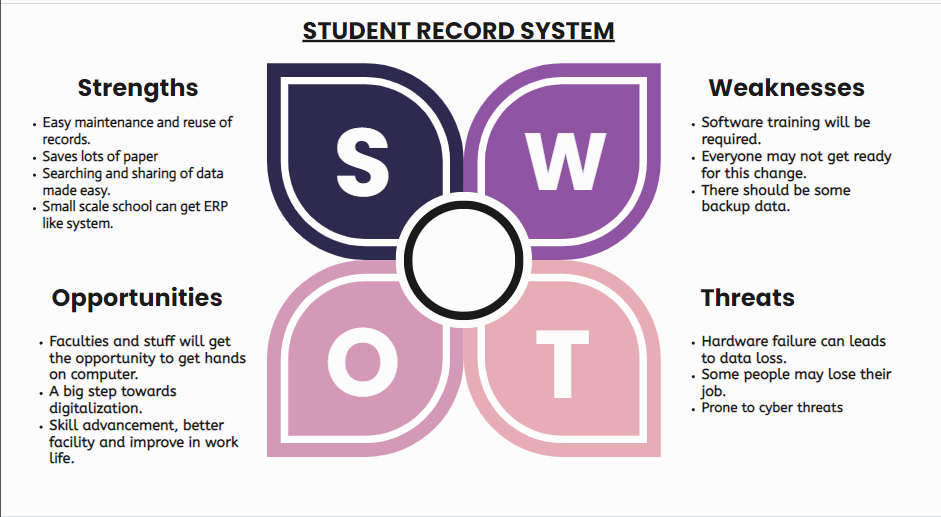 STUDENT RECORD SYSTEM
Strengths
• Easy maintenance and reuse of
records.
• Saves lots of paper
• Searching and sharing of data
made easy.
• Small scale school can get ERP
like system.
S
W
Weaknesses
• Software training will be
required.
• Everyone may not get ready
for this change.
• There should be some
backup data.
Opportunities
• Faculties and stuff will get
the opportunity to get hands
on computer.
• A big step towards
digitalization.
• Skill advancement, better
facility and improve in work
life.
O
T
Threats
• Hardware failure can leads
to data loss.
• Some people may lose their
job.
• Prone to cyber threats